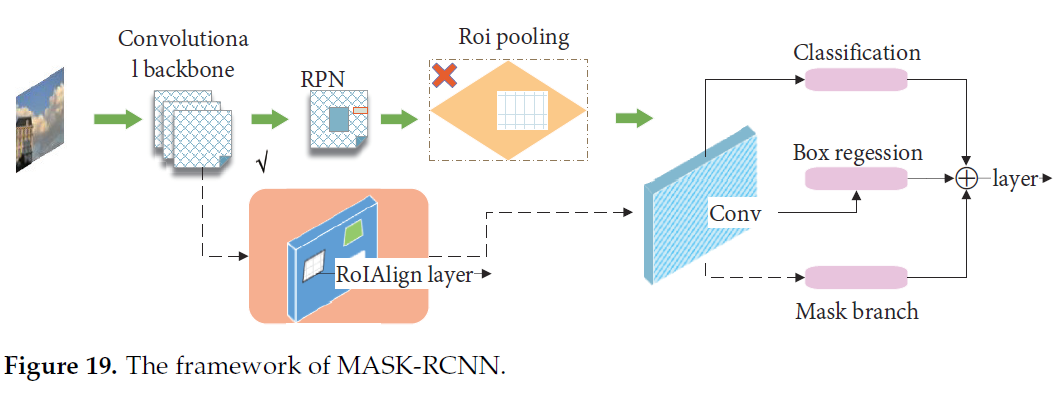 Convolutiona
l backbone
RPN
Roi pooling
√
RoIAlign layer
Conv
Classification
Box regession
Mask branch
layer
Figure 19. The framework of MASK-RCNN.